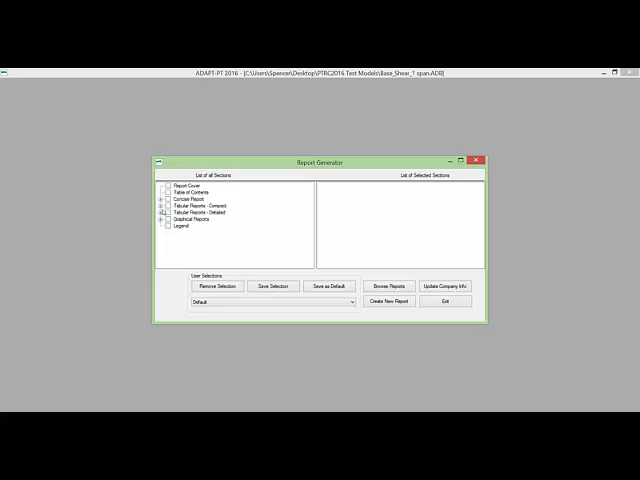 ADAPT-PT 2016 - [C:\Users\Spencer\Desktop\PTRC2016 Test Models\Base_Shear_1 span.ADB]
Report Generator
List of all Sections
List of Selected Sections
Report Cover
Table of Contents
Concise Report
Tabular Reports - Compact
Tabular Reports - Detailed
Graphical Reports
Legend
User Selections
Remove Selection
Save Selection
Save as Default
Browse Reports
Update Company Info
Default
Create New Report
Exit